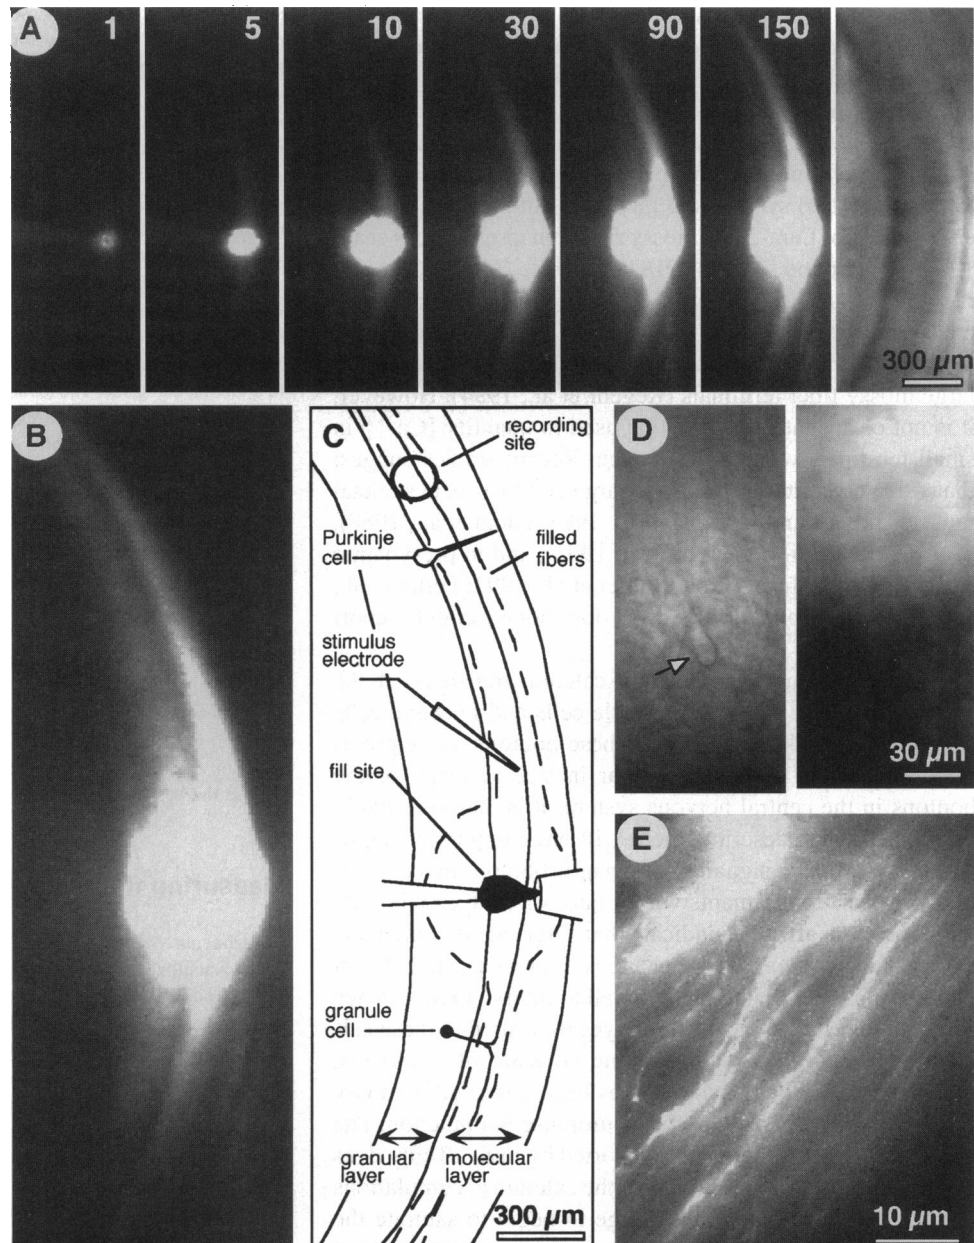 A
1
5
10
30
90
150
300 µm
B
C
recording
site
Purkinje
cell
filled
fibers
stimulus
electrode
fill site
granule
cell
granular
layer
molecular
layer
300 µm
D
30 µm
E
10 µm